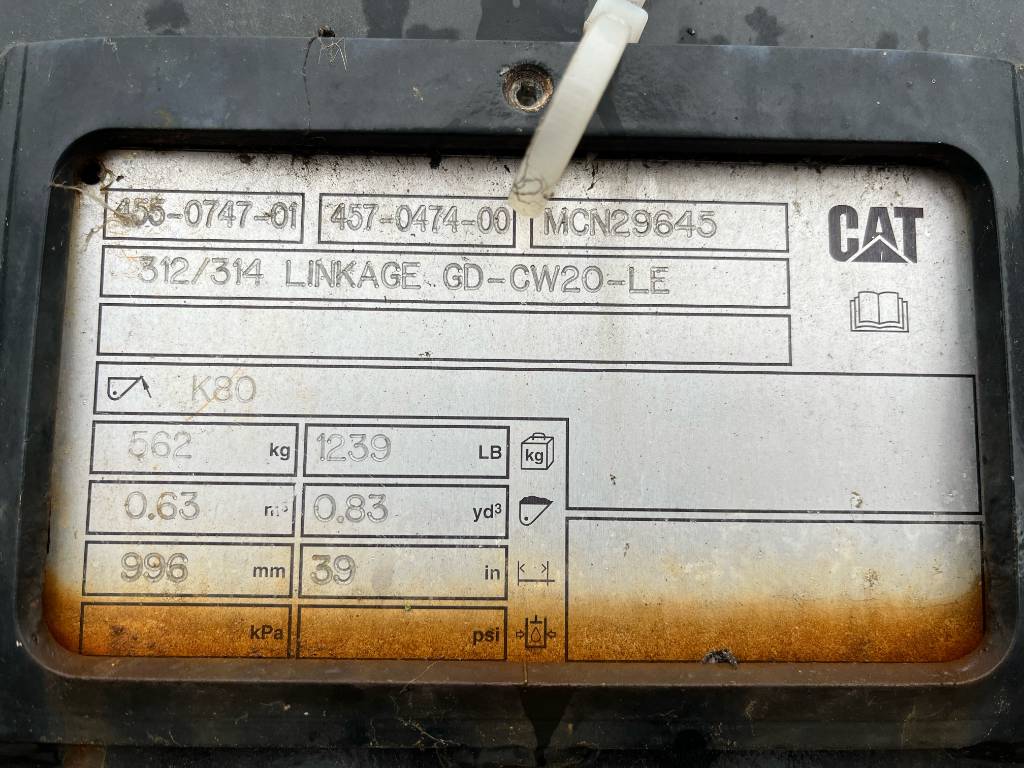 455-0747-01 457-0474-00 MCN29645 CAT
312/314 LINKAGE GD-CW20-LE
K80
562 kg 1239 LB kg
0.63 m³ 0.83 yd³
996 mm 39 in
kPa psi